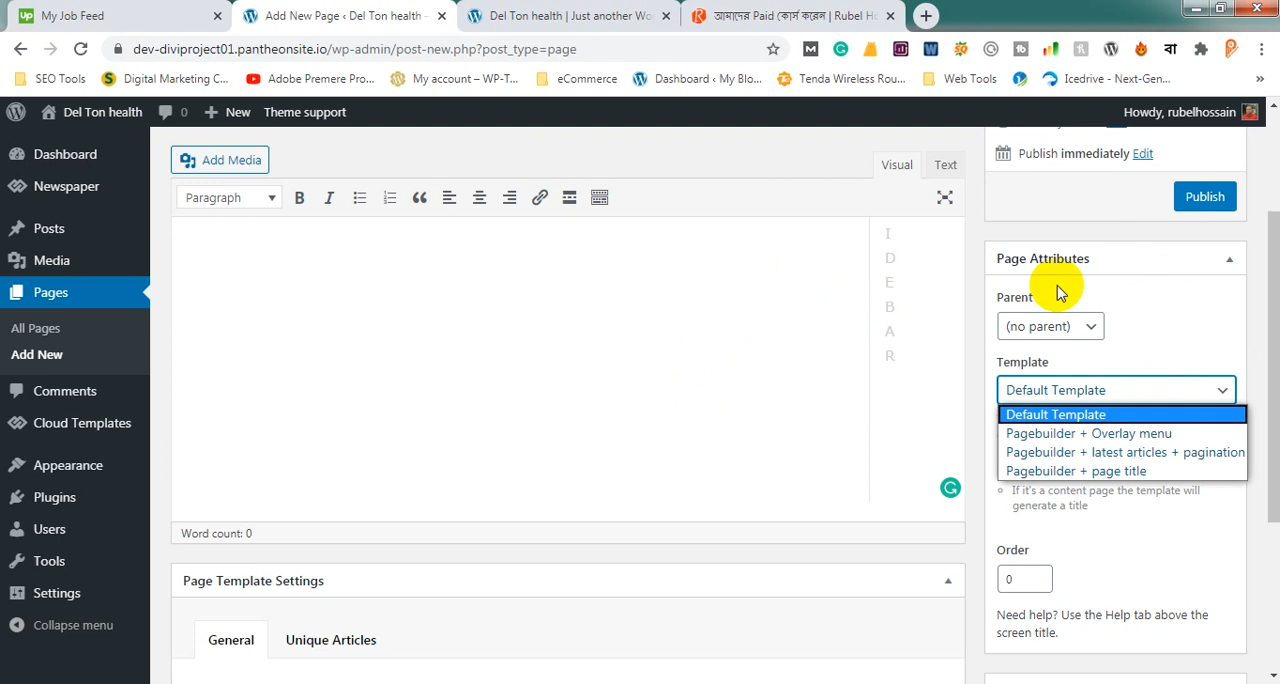 My Job Feed
Add New Page ‹ Del Ton health
Del Ton health | Just another Wo
আমাদের Paid কোর্স করেন | Rubel Ho
dev-diviproject01.pantheonsite.io/wp-admin/post-new.php?post_type=page
SEO Tools
Digital Marketing C...
Adobe Premere Pro...
My account – WP-T...
eCommerce
Dashboard ‹ My Blo...
Tenda Wireless Rou...
Web Tools
Icedrive - Next-Gen...
Del Ton health
0
New
Theme support
Howdy, rubelhossain
Dashboard
Newspaper
Posts
Media
Pages
All Pages
Add New
Comments
Cloud Templates
Appearance
Plugins
Users
Tools
Settings
Collapse menu
Add Media
Visual
Text
Paragraph
I
D
E
B
A
R
Word count: 0
Page Template Settings
General
Unique Articles
Publish immediately Edit
Publish
Page Attributes
Parent
(no parent)
Template
Default Template
Default Template
Pagebuilder + Overlay menu
Pagebuilder + latest articles + pagination
Pagebuilder + page title
If it's a content page the template will
generate a title
Order
0
Need help? Use the Help tab above the
screen title.